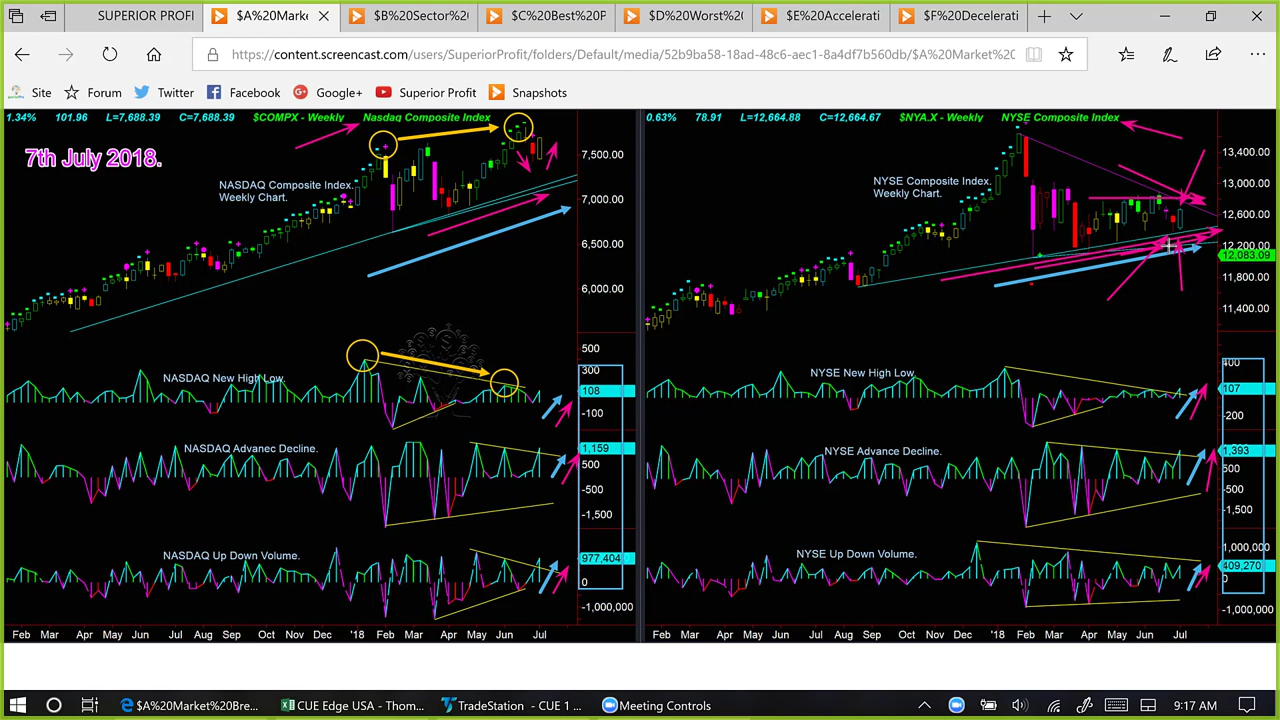 SUPERIOR PROFI
$A%20Marke
$B%20Sector%2
$C%20Best%20P
$D%20Worst%2
$E%20Accelerati
$F%20Decelerati
https://content.screencast.com/users/SuperiorProfit/folders/Default/media/52b9ba58-18ad-48c6-aec1-8a4df7b560db/$A%20Market%20
Site Forum Twitter Facebook Google+ Superior Profit Snapshots
1.34% 101.96 L=7,688.39 C=7,688.39 $COMPX - Weekly Nasdaq Composite Index
7th July 2018.
NASDAQ Composite Index.
Weekly Chart.
7,500.00
7,000.00
6,500.00
6,000.00
NASDAQ New High Low.
500
300
108
-100
NASDAQ Advanec Decline.
1,159
500
-500
-1,500
NASDAQ Up Down Volume.
977,404
0
-1,000,000
Feb Mar Apr May Jun Jul Aug Sep Oct Nov Dec '18 Feb Mar Apr May Jun Jul
0.63% 78.91 L=12,664.88 C=12,664.67 $NYA.X - Weekly NYSE Composite Index
NYSE Composite Index.
Weekly Chart.
13,400.00
13,000.00
12,600.00
12,200.00
12,083.09
11,800.00
11,400.00
NYSE New High Low.
400
107
200
NYSE Advance Decline.
1,393
500
-500
-1,500
NYSE Up Down Volume.
1,000,000
409,270
0
-1,000,000
Feb Mar Apr May Jun Jul Aug Sep Oct Nov Dec '18 Feb Mar Apr May Jun Jul
$A%20Market%20Bre...
CUE Edge USA - Thom...
TradeStation - CUE 1 ...
Meeting Controls
9:17 AM